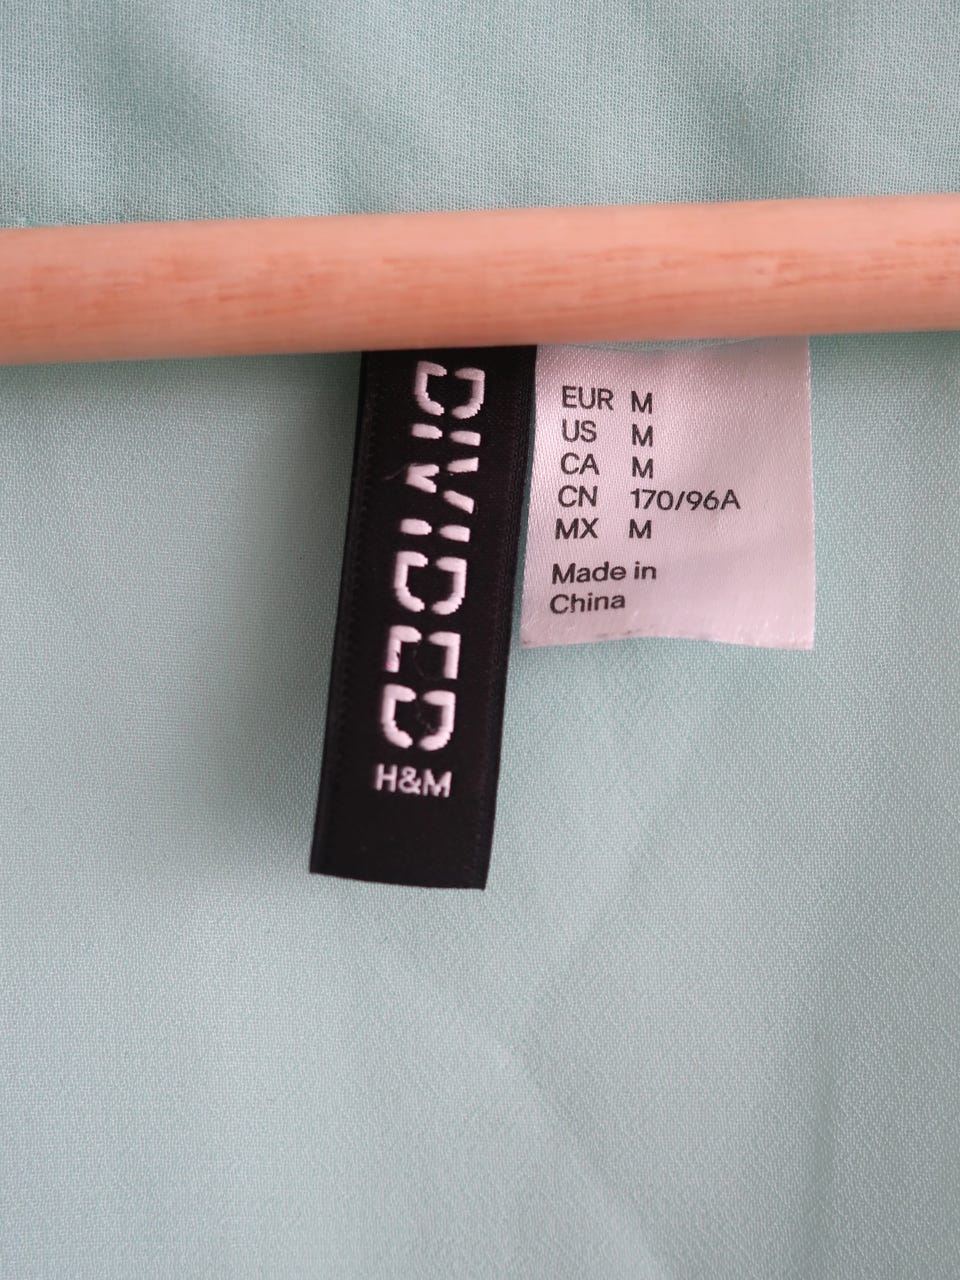 DIVIDED
H&M
EUR M
US M
CA M
CN 170/96A
MX M
Made in
China